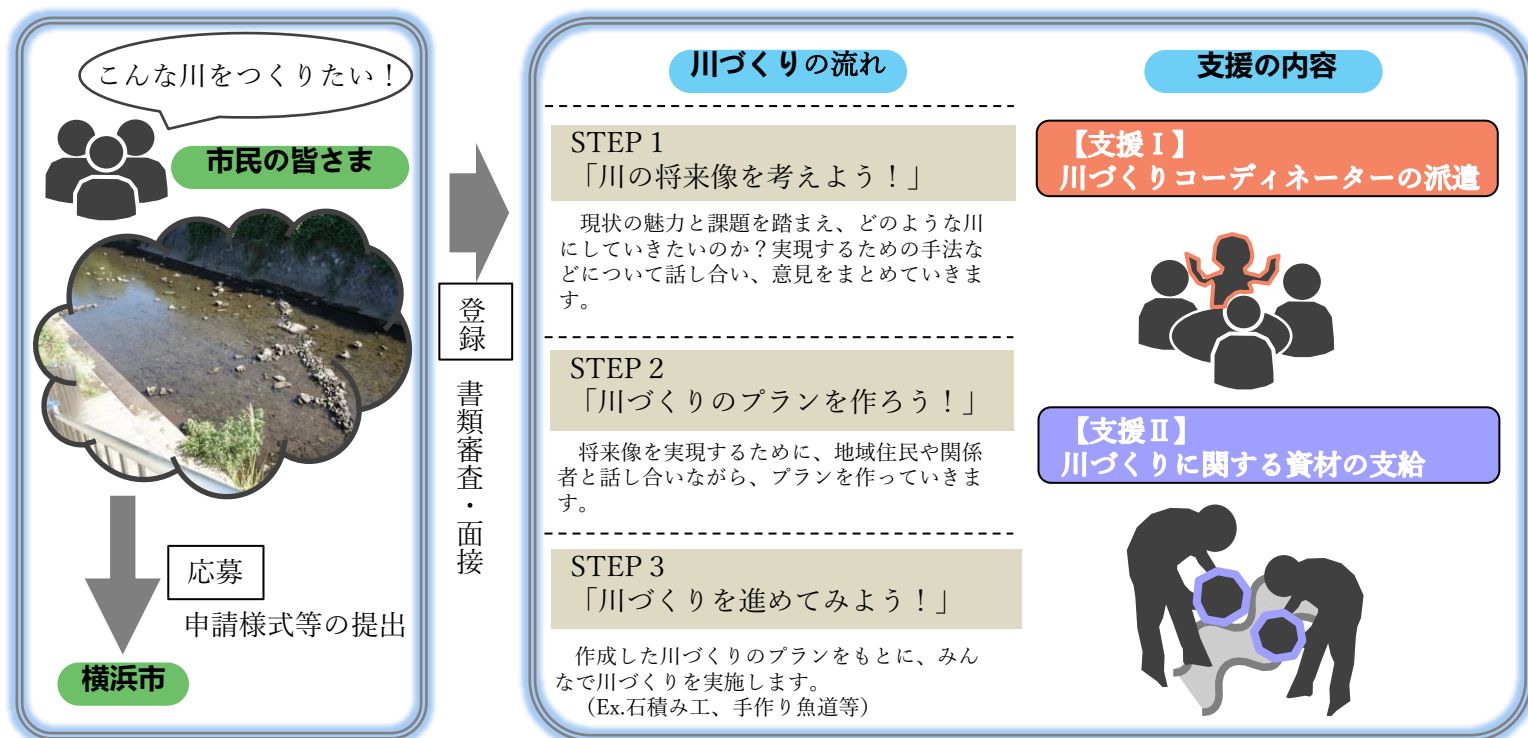 こんな川をつくりたい！
市民の皆さま
応募
申請様式等の提出
横浜市
登録
書類審査・面接
川づくりの流れ
STEP 1
「川の将来像を考えよう！」
現状の魅力と課題を踏まえ、どのような川
にしていきたいのか？実現するための手法な
どについて話し合い、意見をまとめていきま
す。
STEP 2
「川づくりのプランを作ろう！」
将来像を実現するために、地域住民や関係
者と話し合いながら、プランを作っていきま
す。
STEP 3
「川づくりを進めてみよう！」
作成した川づくりのプランをもとに、みん
なで川づくりを実施します。
（Ex.石積み工、手作り魚道等）
支援の内容
【支援Ⅰ】
川づくりコーディネーターの派遣
【支援Ⅱ】
川づくりに関する資材の支給